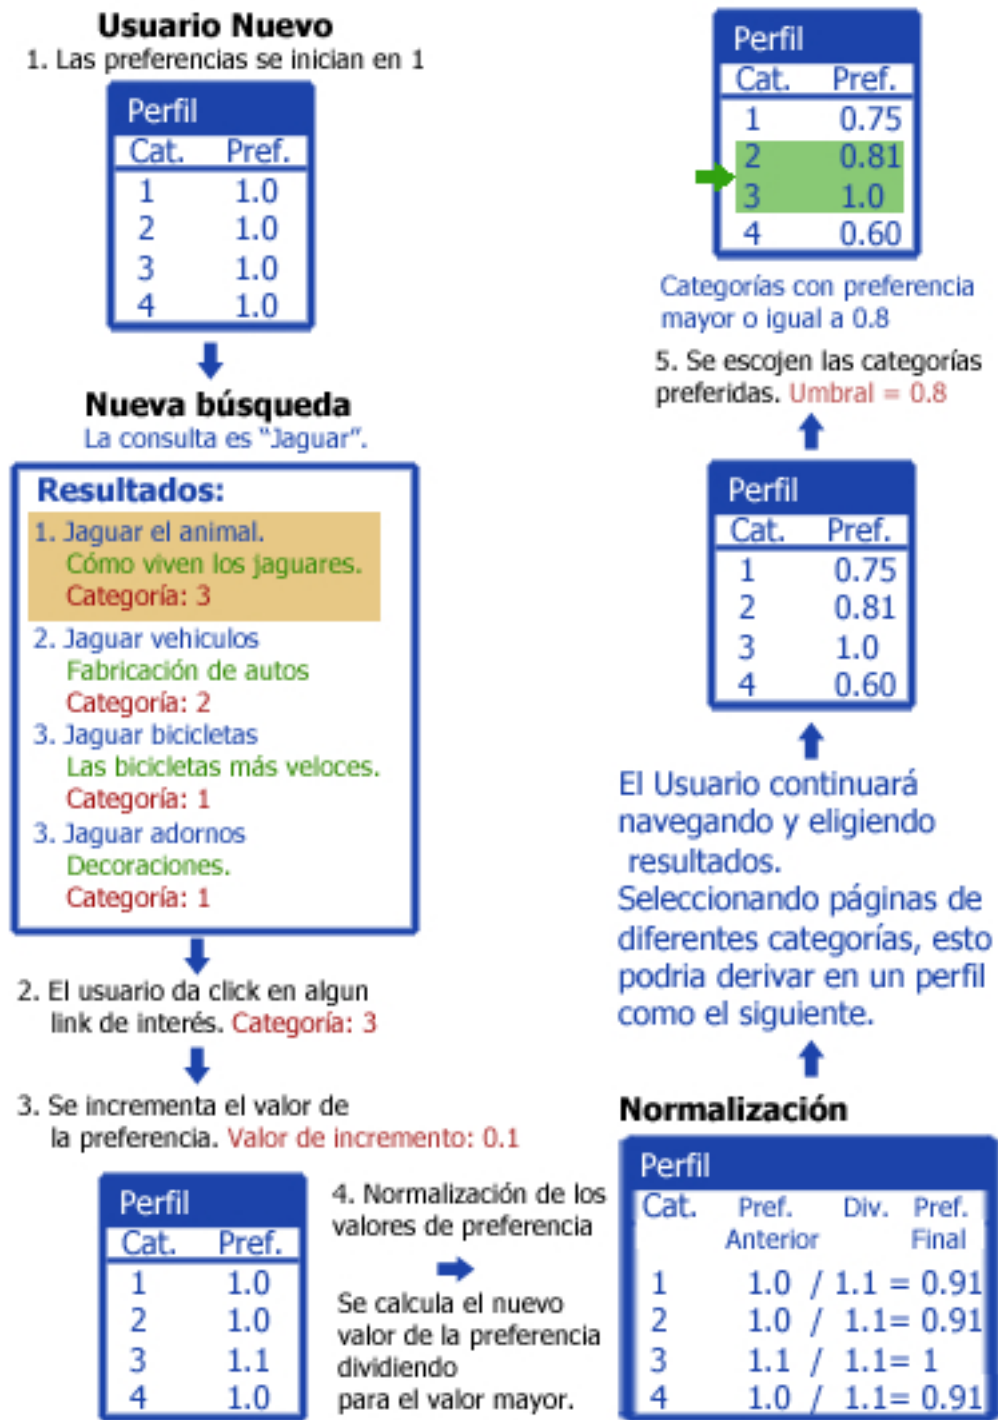 Usuario Nuevo
1. Las preferencias se inician en 1
Perfil
Cat. Pref.
1 1.0
2 1.0
3 1.0
4 1.0
Nueva búsqueda
La consulta es "Jaguar".
Resultados:
1. Jaguar el animal.
Cómo viven los jaguares.
Categoría: 3
2. Jaguar vehiculos
Fabricación de autos
Categoría: 2
3. Jaguar bicicletas
Las bicicletas más veloces.
Categoría: 1
3. Jaguar adornos
Decoraciones.
Categoría: 1
2. El usuario da click en algun
link de interés. Categoría: 3
3. Se incrementa el valor de
la preferencia. Valor de incremento: 0.1
Perfil
Cat. Pref.
1 1.0
2 1.0
3 1.1
4 1.0
4. Normalización de los
valores de preferencia
Se calcula el nuevo
valor de la preferencia
dividiendo
para el valor mayor.
Normalización
Perfil
Cat. Pref. Div. Pref.
Anterior Final
1 1.0 / 1.1 = 0.91
2 1.0 / 1.1= 0.91
3 1.1 / 1.1= 1
4 1.0 / 1.1= 0.91
El Usuario continuará
navegando y eligiendo
resultados.
Seleccionando páginas de
diferentes categorías, esto
podria derivar en un perfil
como el siguiente.
Perfil
Cat. Pref.
1 0.75
2 0.81
3 1.0
4 0.60
5. Se escojen las categorías
preferidas. Umbral = 0.8
Categorías con preferencia
mayor o igual a 0.8
Perfil
Cat. Pref.
1 0.75
2 0.81
3 1.0
4 0.60